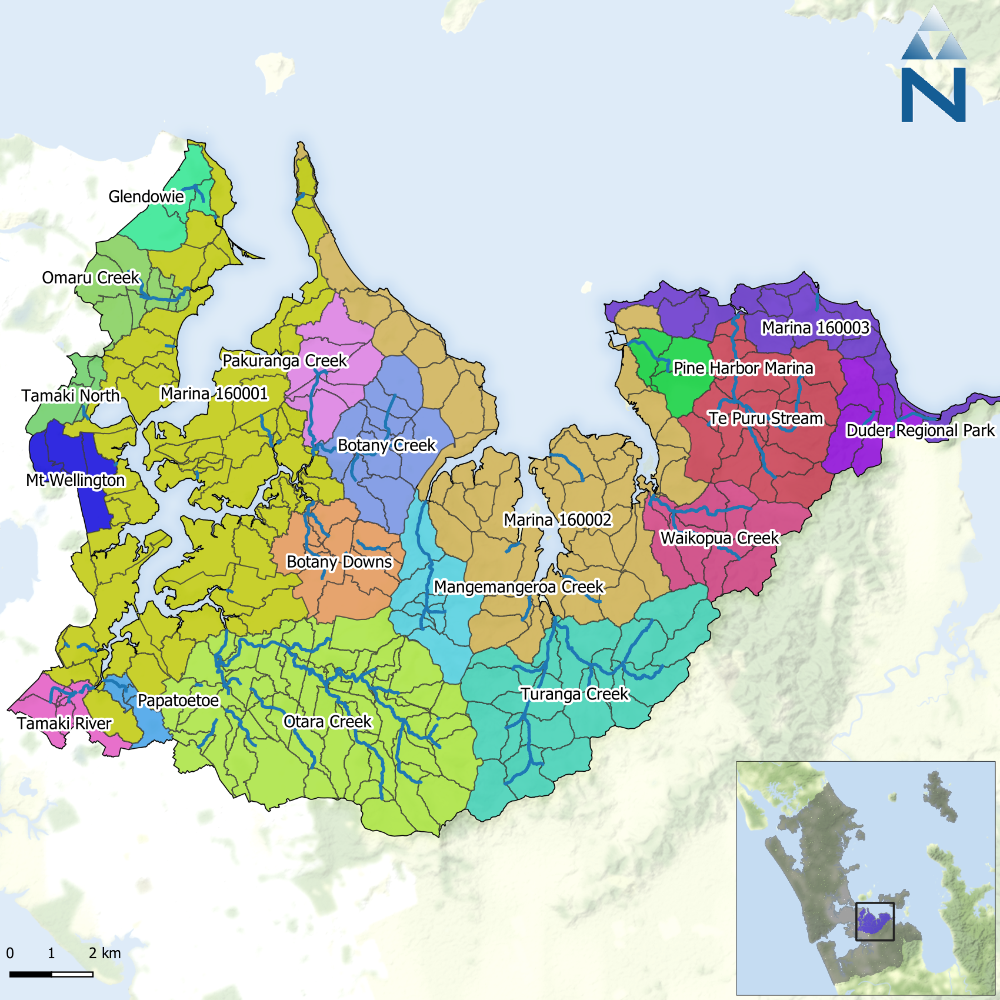 N
Glendowie
Omaru Creek
Marina 160003
Pakuranga Creek
Pine Harbor Marina
Tamaki North
Marina 160001
Te Puru Stream
Duder Regional Park
Botany Creek
Mt Wellington
Marina 160002
Waikopua Creek
Botany Downs
Mangemangeroa Creek
Turanga Creek
Papatoetoe
Otara Creek
Tamaki River
0 1 2 km